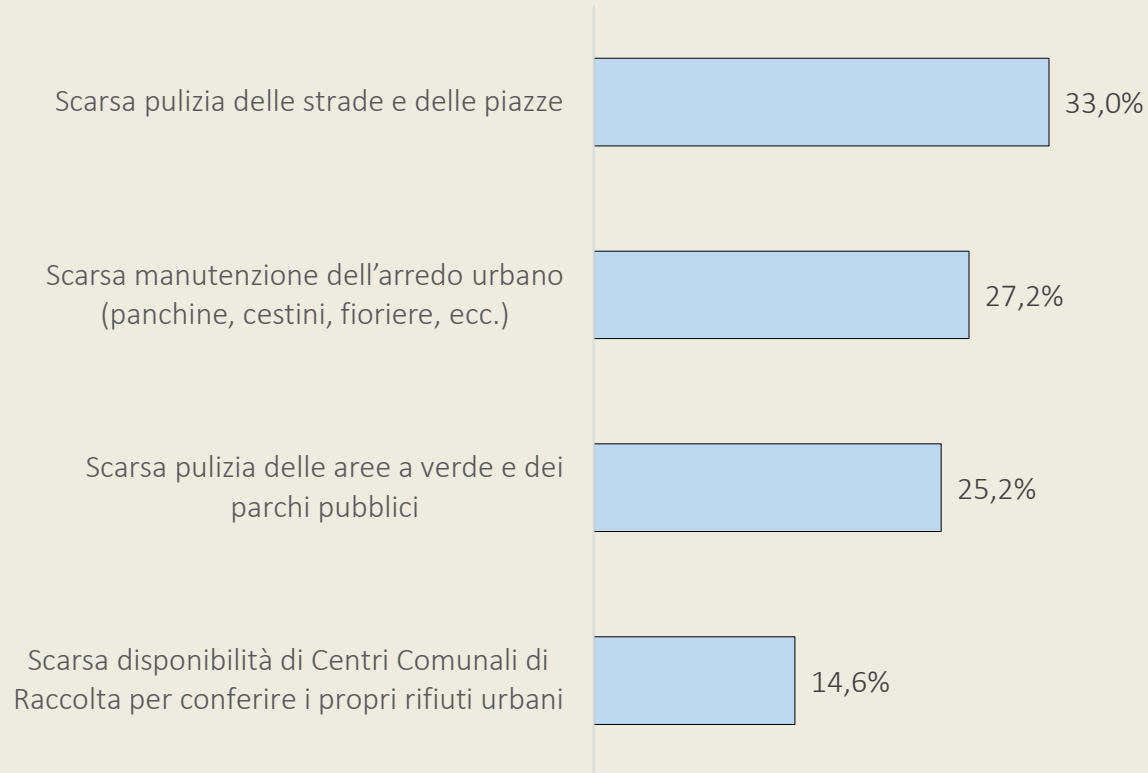 Scarsa pulizia delle strade e delle piazze
33,0%
Scarsa manutenzione dell’arredo urbano
(panchine, cestini, fioriere, ecc.)
27,2%
Scarsa pulizia delle aree a verde e dei
parchi pubblici
25,2%
Scarsa disponibilità di Centri Comunali di
Raccolta per conferire i propri rifiuti urbani
14,6%